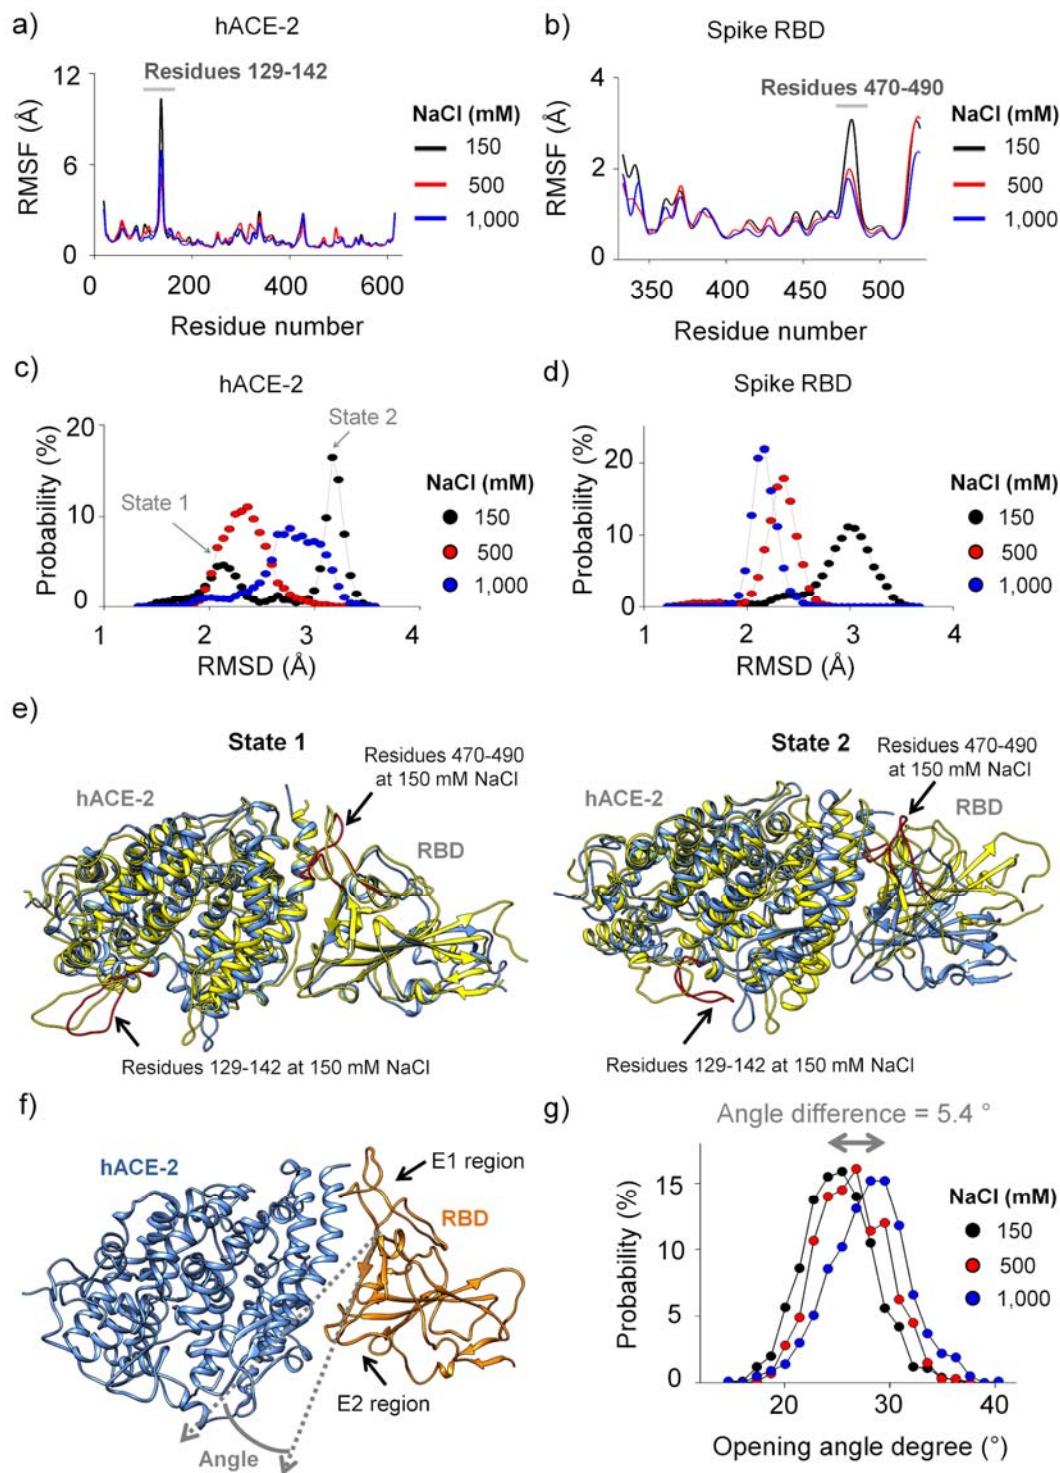 a)
hACE-2
Residues 129-142
12
6
0
RMSF (Å)
0
200
400
600
Residue number
NaCl (mM)
150
500
1,000
b)
Spike RBD
Residues 470-490
4
2
0
RMSF (Å)
350
400
450
500
Residue number
NaCl (mM)
150
500
1,000
c)
hACE-2
State 2
State 1
20
10
0
Probability (%)
1
2
3
4
RMSD (Å)
NaCl (mM)
150
500
1,000
d)
Spike RBD
20
10
0
Probability (%)
1
2
3
4
RMSD (Å)
NaCl (mM)
150
500
1,000
e)
State 1
Residues 470-490
at 150 mM NaCl
hACE-2
RBD
Residues 129-142 at 150 mM NaCl
State 2
Residues 470-490
at 150 mM NaCl
hACE-2
RBD
Residues 129-142 at 150 mM NaCl
f)
hACE-2
E1 region
RBD
E2 region
Angle
g)
Angle difference = 5.4 °
15
10
5
0
Probability (%)
20
30
40
Opening angle degree (°)
NaCl (mM)
150
500
1,000